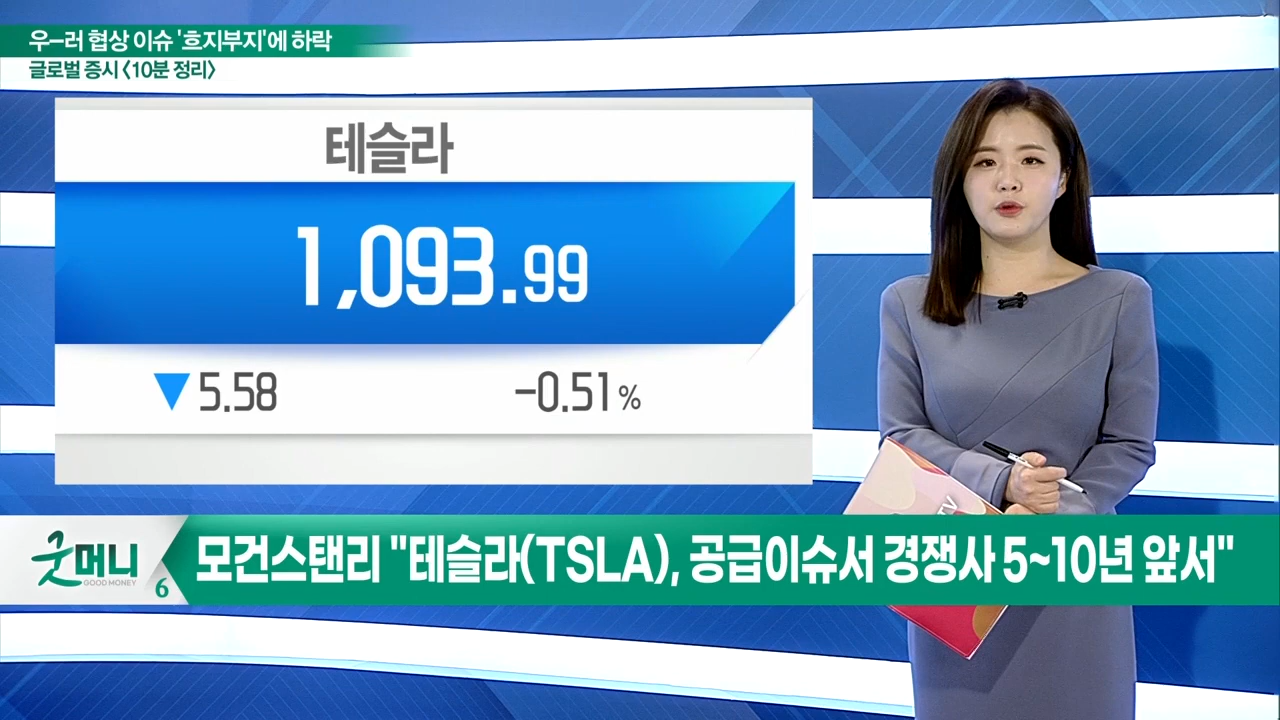 우-러 협상 이슈 '흐지부지'에 하락
글로벌 증시 <10분 정리>
테슬라
1,093.99
▼5.58 -0.51%
굿머니
GOOD MONEY
6
모건스탠리 "테슬라(TSLA), 공급이슈서 경쟁사 5~10년 앞서"